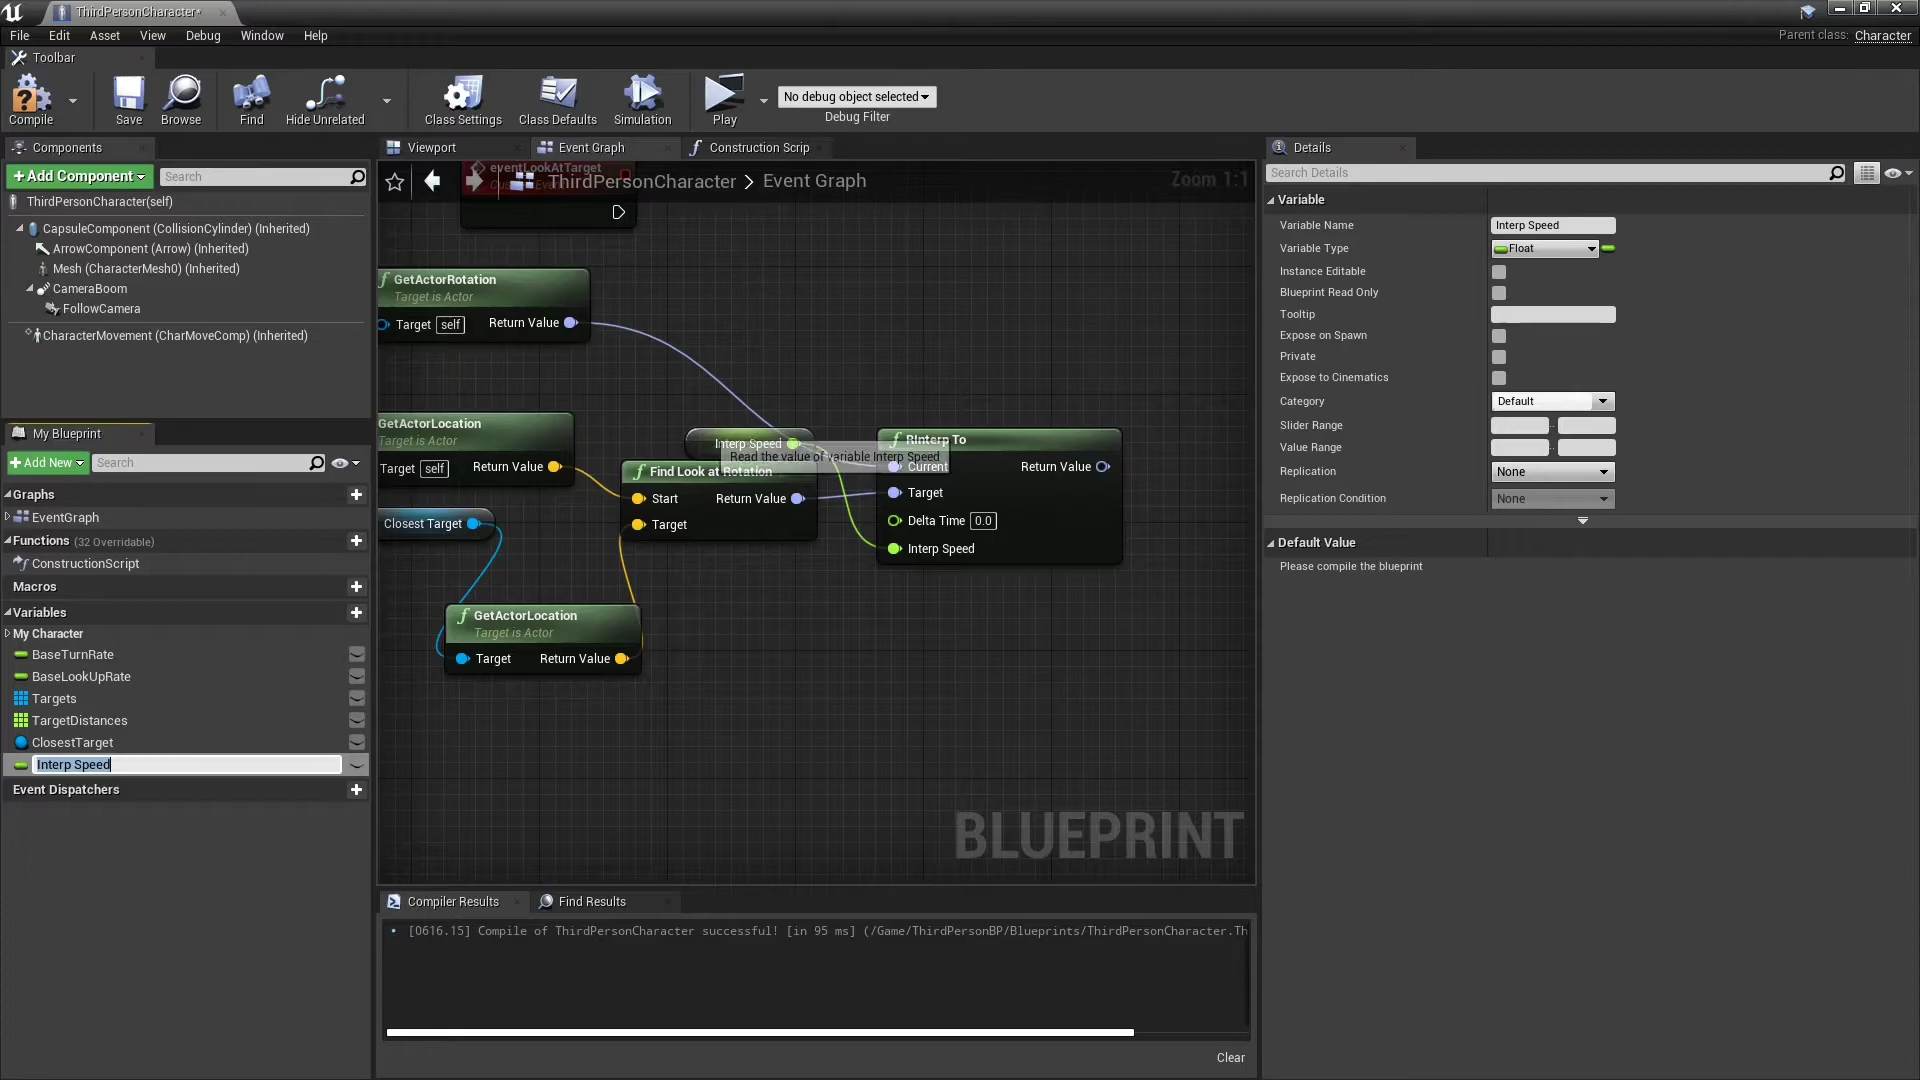 ThirdPersonCharacter*
File Edit Asset View Debug Window Help
Parent class: Character
Toolbar
Compile Save Browse Find Hide Unrelated Class Settings Class Defaults Simulation Play
No debug object selected
Debug Filter
Components
+Add Component
Search
ThirdPersonCharacter(self)
CapsuleComponent (CollisionCylinder) (Inherited)
ArrowComponent (Arrow) (Inherited)
Mesh (CharacterMesh0) (Inherited)
CameraBoom
FollowCamera
CharacterMovement (CharMoveComp) (Inherited)
My Blueprint
+Add New
Search
Graphs
EventGraph
Functions (32 Overridable)
ConstructionScript
Macros
Variables
My Character
BaseTurnRate
BaseLookUpRate
Targets
TargetDistances
ClosestTarget
Interp Speed
Event Dispatchers
Viewport
Event Graph
Construction Scrip
eventLookAtTarget
ThirdPersonCharacter > Event Graph
Zoom 1:1
GetActorRotation
Target is Actor
Target self Return Value
GetActorLocation
Target is Actor
Target self Return Value
Closest Target
GetActorLocation
Target is Actor
Target Return Value
Interp Speed
Read the value of variable Interp Speed
Find Look at Rotation
Start Return Value
Target
RInterp To
Current Return Value
Target
Delta Time 0.0
Interp Speed
BLUEPRINT
Compiler Results
Find Results
[0616.15] Compile of ThirdPersonCharacter successful! [in 95 ms] (/Game/ThirdPersonBP/Blueprints/ThirdPersonCharacter.Th
Clear
Details
Search Details
Variable
Variable Name Interp Speed
Variable Type Float
Instance Editable
Blueprint Read Only
Tooltip
Expose on Spawn
Private
Expose to Cinematics
Category Default
Slider Range
Value Range
Replication None
Replication Condition None
Default Value
Please compile the blueprint